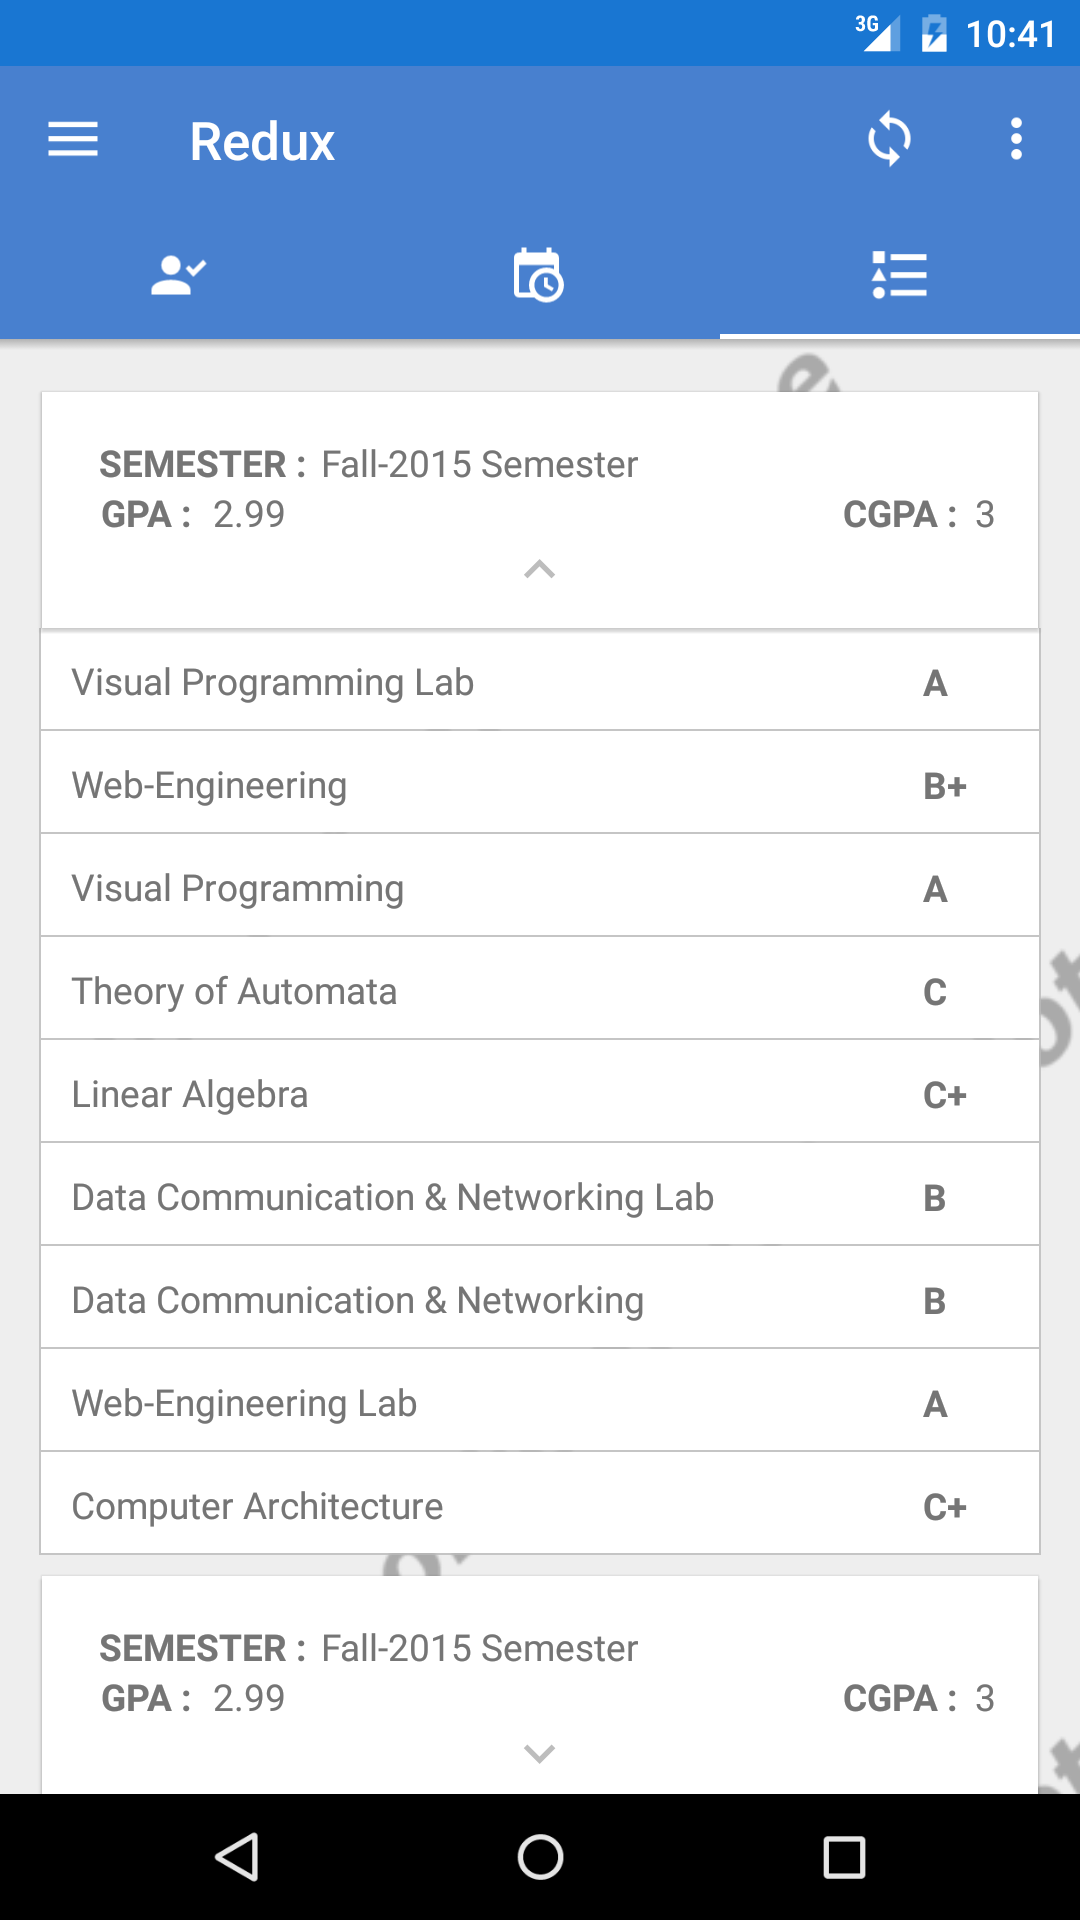 3G 10:41
Redux
SEMESTER : Fall-2015 Semester
GPA : 2.99 CGPA : 3
Visual Programming Lab A
Web-Engineering B+
Visual Programming A
Theory of Automata C
Linear Algebra C+
Data Communication & Networking Lab B
Data Communication & Networking B
Web-Engineering Lab A
Computer Architecture C+
SEMESTER : Fall-2015 Semester
GPA : 2.99 CGPA : 3